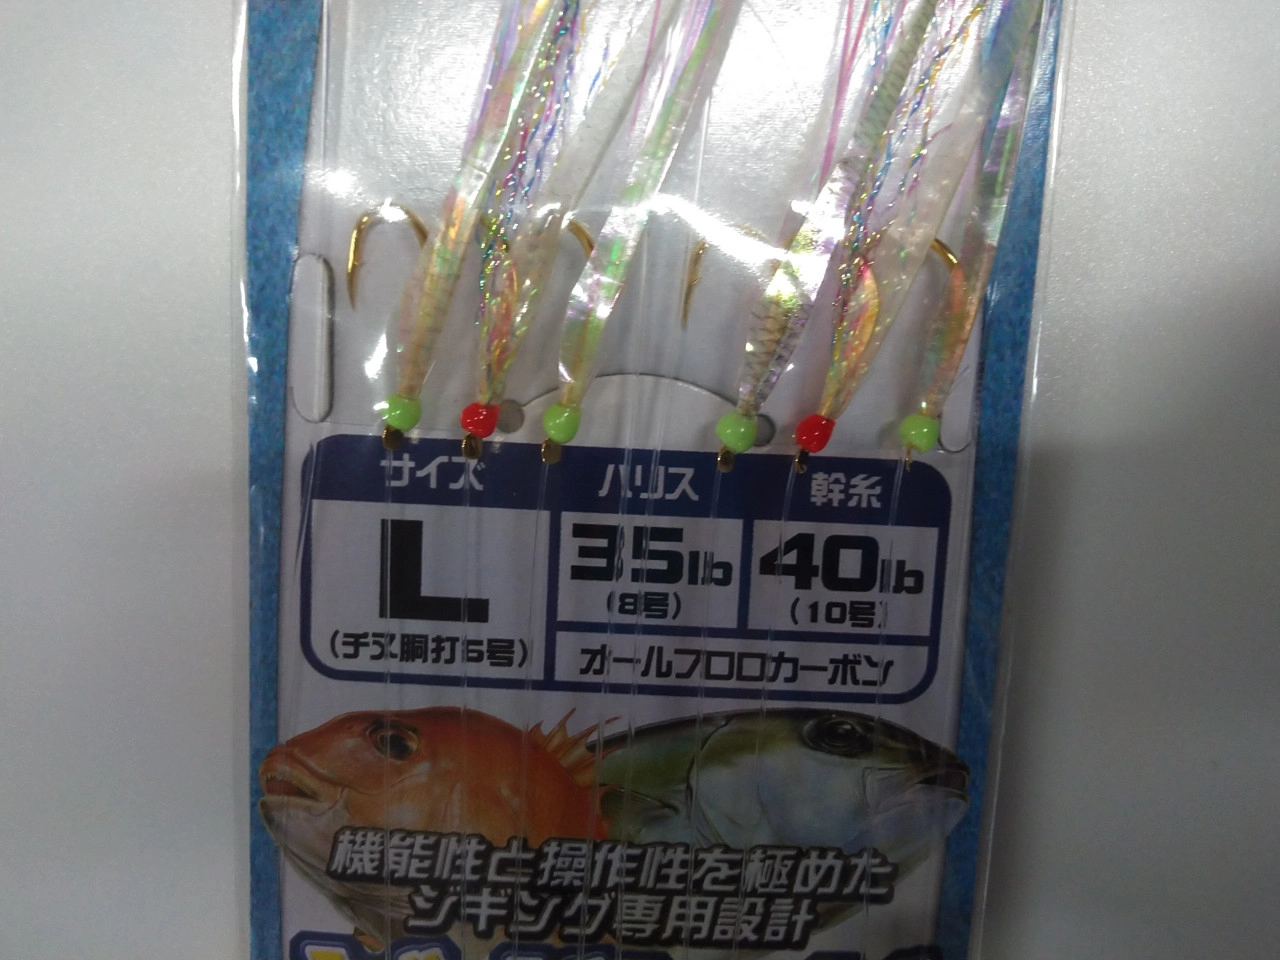 サイズ ハリス 幹糸
L 35lb 40lb
(チヌ胴打5号) (8号) (10号)
オールフロロカーボン
機能性と操作性を極めた
ジギング専用設計